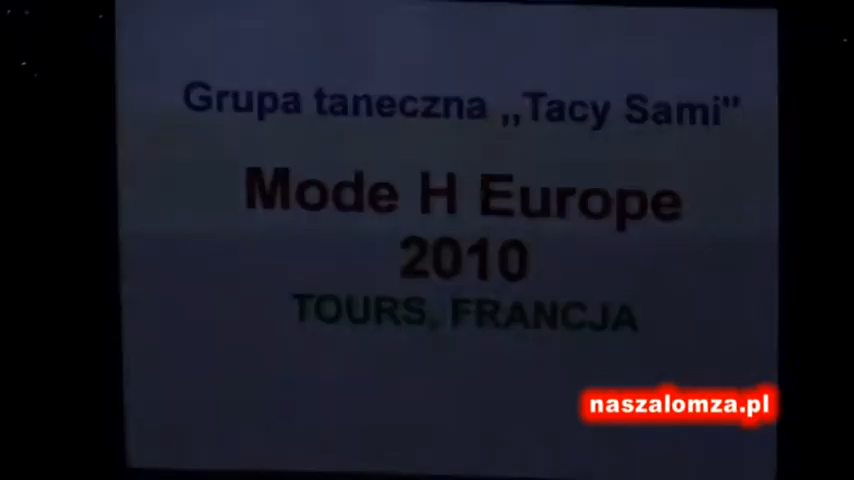 Grupa taneczna ,,Tacy Sami"
Mode H Europe
2010
TOURS, FRANCJA
naszalomza.pl